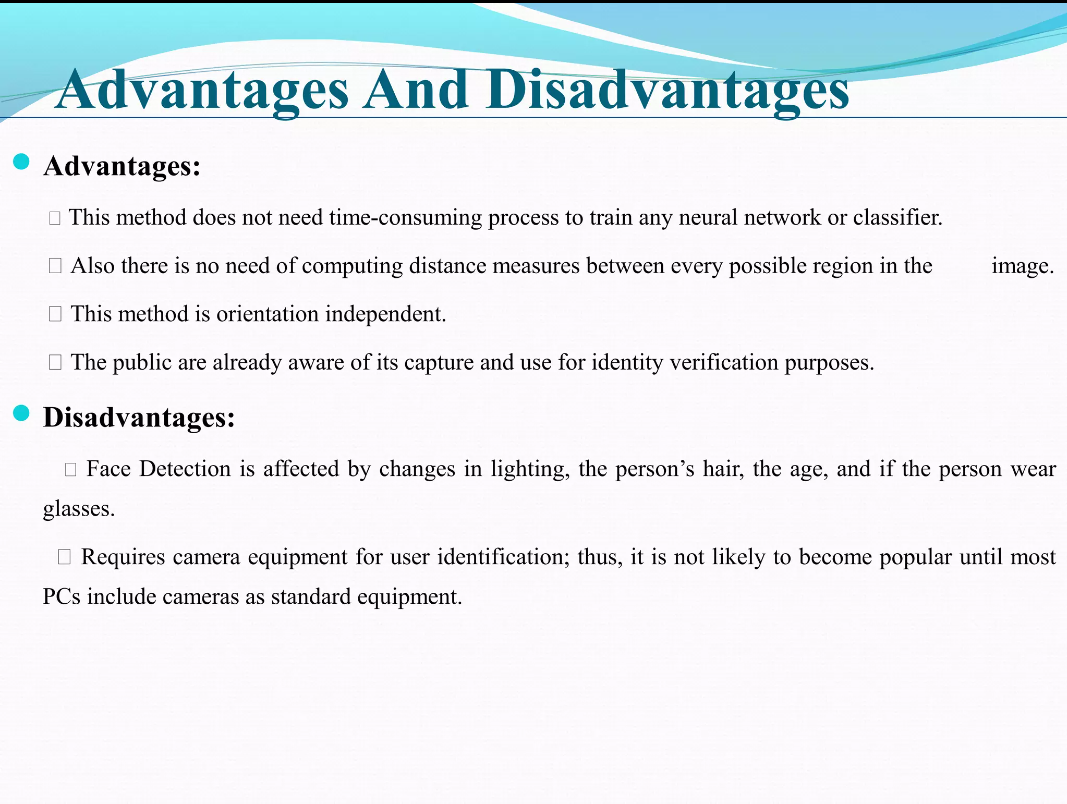 Advantages And Disadvantages
Advantages:
This method does not need time-consuming process to train any neural network or classifier.
Also there is no need of computing distance measures between every possible region in the image.
This method is orientation independent.
The public are already aware of its capture and use for identity verification purposes.
Disadvantages:
Face Detection is affected by changes in lighting, the person’s hair, the age, and if the person wear
glasses.
Requires camera equipment for user identification; thus, it is not likely to become popular until most
PCs include cameras as standard equipment.